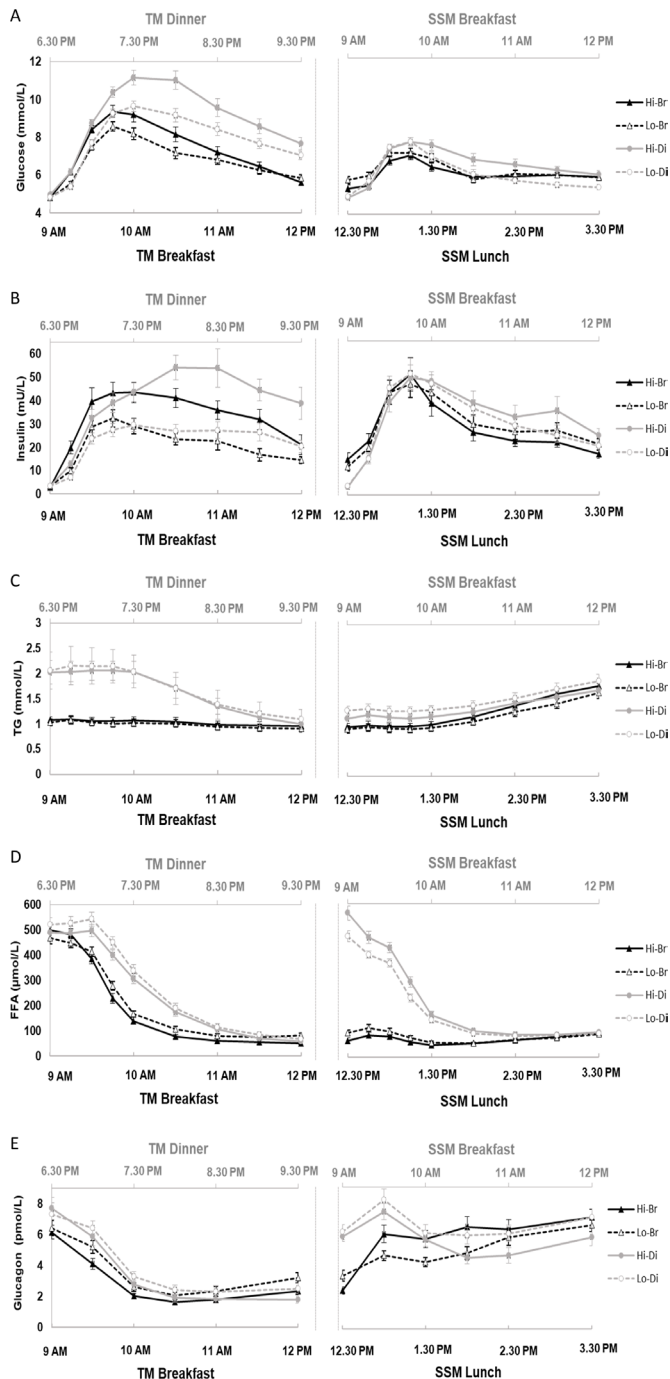 A
TM Dinner
SSM Breakfast
6.30 PM 7.30 PM 8.30 PM 9.30 PM
9 AM 10 AM 11 AM 12 PM
12
10
8
6
4
Glucose (mmol/L)
Hi-Br
Lo-Br
Hi-Di
Lo-Di
9 AM 10 AM 11 AM 12 PM
12.30 PM 1.30 PM 2.30 PM 3.30 PM
TM Breakfast
SSM Lunch
B
TM Dinner
SSM Breakfast
6.30 PM 7.30 PM 8.30 PM 9.30 PM
9 AM 10 AM 11 AM 12 PM
60
50
40
30
20
10
0
Insulin (mU/L)
Hi-Br
Lo-Br
Hi-Di
Lo-Di
9 AM 10 AM 11 AM 12 PM
12.30 PM 1.30 PM 2.30 PM 3.30 PM
TM Breakfast
SSM Lunch
C
TM Dinner
SSM Breakfast
6.30 PM 7.30 PM 8.30 PM 9.30 PM
9 AM 10 AM 11 AM 12 PM
3
2.5
2
1.5
1
0.5
0
TG (mmol/L)
Hi-Br
Lo-Br
Hi-Di
Lo-Di
9 AM 10 AM 11 AM 12 PM
12.30 PM 1.30 PM 2.30 PM 3.30 PM
TM Breakfast
SSM Lunch
D
TM Dinner
SSM Breakfast
6.30 PM 7.30 PM 8.30 PM 9.30 PM
9 AM 10 AM 11 AM 12 PM
600
500
400
300
200
100
0
FFA (µmol/L)
Hi-Br
Lo-Br
Hi-Di
Lo-Di
9 AM 10 AM 11 AM 12 PM
12.30 PM 1.30 PM 2.30 PM 3.30 PM
TM Breakfast
SSM Lunch
E
TM Dinner
SSM Breakfast
6.30 PM 7.30 PM 8.30 PM 9.30 PM
9 AM 10 AM 11 AM 12 PM
8
6
4
2
0
Glucagon (pmol/L)
Hi-Br
Lo-Br
Hi-Di
Lo-Di
9 AM 10 AM 11 AM 12 PM
12.30 PM 1.30 PM 2.30 PM 3.30 PM
TM Breakfast
SSM Lunch